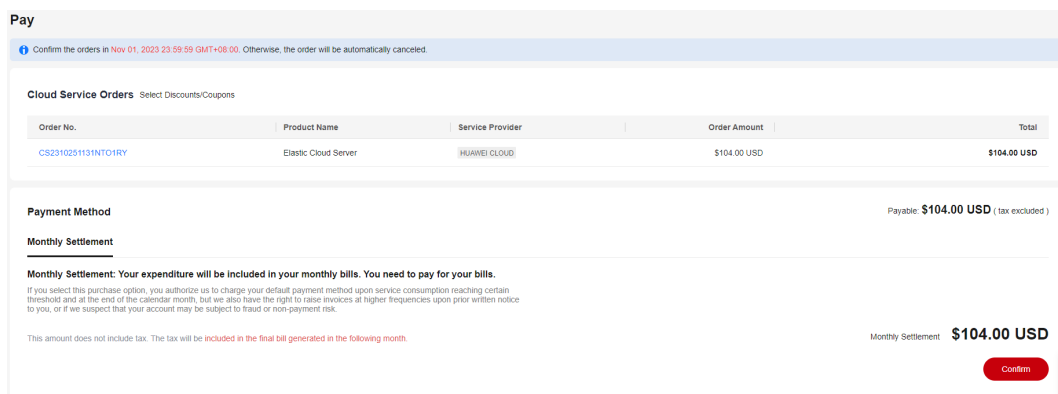 Pay
Confirm the orders in Nov 01, 2023 23:59:59 GMT+08:00. Otherwise, the order will be automatically canceled.
Cloud Service Orders Select Discounts/Coupons
Order No. Product Name Service Provider Order Amount Total
CS2310251131NTO1RY Elastic Cloud Server HUAWEI CLOUD $104.00 USD $104.00 USD
Payment Method Payable: $104.00 USD ( tax excluded )
Monthly Settlement
Monthly Settlement: Your expenditure will be included in your monthly bills. You need to pay for your bills.
If you select this purchase option, you authorize us to charge your default payment method upon service consumption reaching certain
threshold and at the end of the calendar month, but we also have the right to raise invoices at higher frequencies upon prior written notice
to you, or if we suspect that your account may be subject to fraud or non-payment risk.
This amount does not include tax. The tax will be included in the final bill generated in the following month. Monthly Settlement $104.00 USD
Confirm